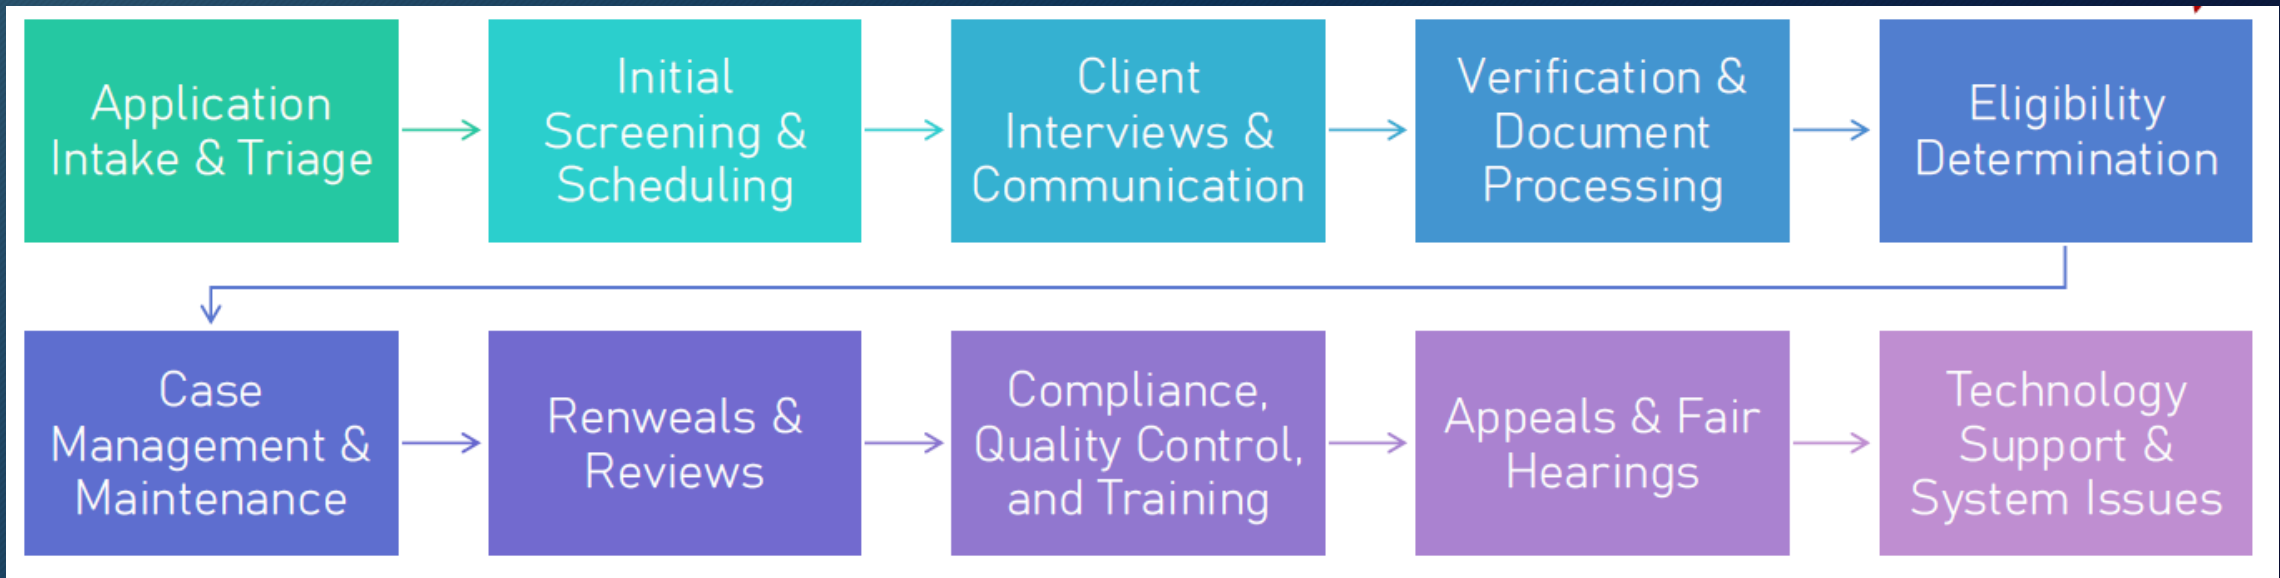 Application
Intake & Triage
Initial
Screening &
Scheduling
Client
Interviews &
Communication
Verification &
Document
Processing
Eligibility
Determination
Case
Management &
Maintenance
Renweals &
Reviews
Compliance,
Quality Control,
and Training
Appeals & Fair
Hearings
Technology
Support &
System Issues